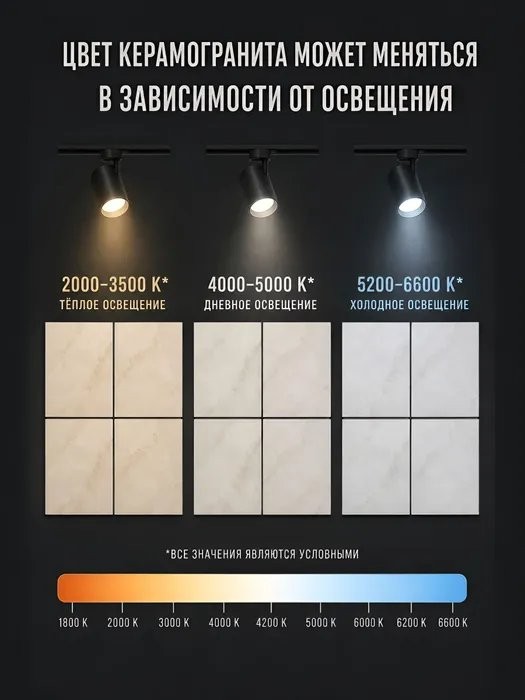 ЦВЕТ КЕРАМОГРАНИТА МОЖЕТ МЕНЯТЬСЯ
В ЗАВИСИМОСТИ ОТ ОСВЕЩЕНИЯ
2000-3500 К*
ТЁПЛОЕ ОСВЕЩЕНИЕ
4000-5000 К*
ДНЕВНОЕ ОСВЕЩЕНИЕ
5200-6600 К*
ХОЛОДНОЕ ОСВЕЩЕНИЕ
*ВСЕ ЗНАЧЕНИЯ ЯВЛЯЮТСЯ УСЛОВНЫМИ
1800 К 2000 К 3000 К 4000 К 4200 К 5000 К 6000 К 6200 К 6600 К